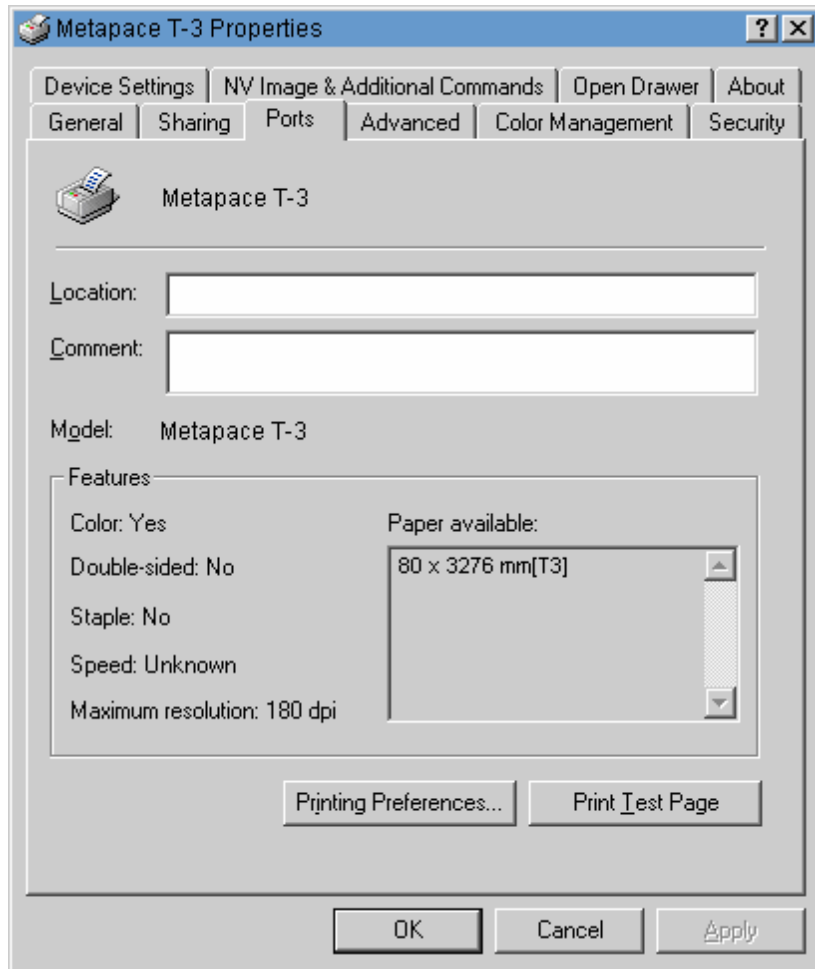 Metapace T-3 Properties
Device Settings NV Image & Additional Commands Open Drawer About
General Sharing Ports Advanced Color Management Security
Metapace T-3
Location:
Comment:
Model: Metapace T-3
Features
Color: Yes
Paper available:
Double-sided: No
80 x 3276 mm[T3]
Staple: No
Speed: Unknown
Maximum resolution: 180 dpi
Printing Preferences... Print Test Page
OK Cancel Apply